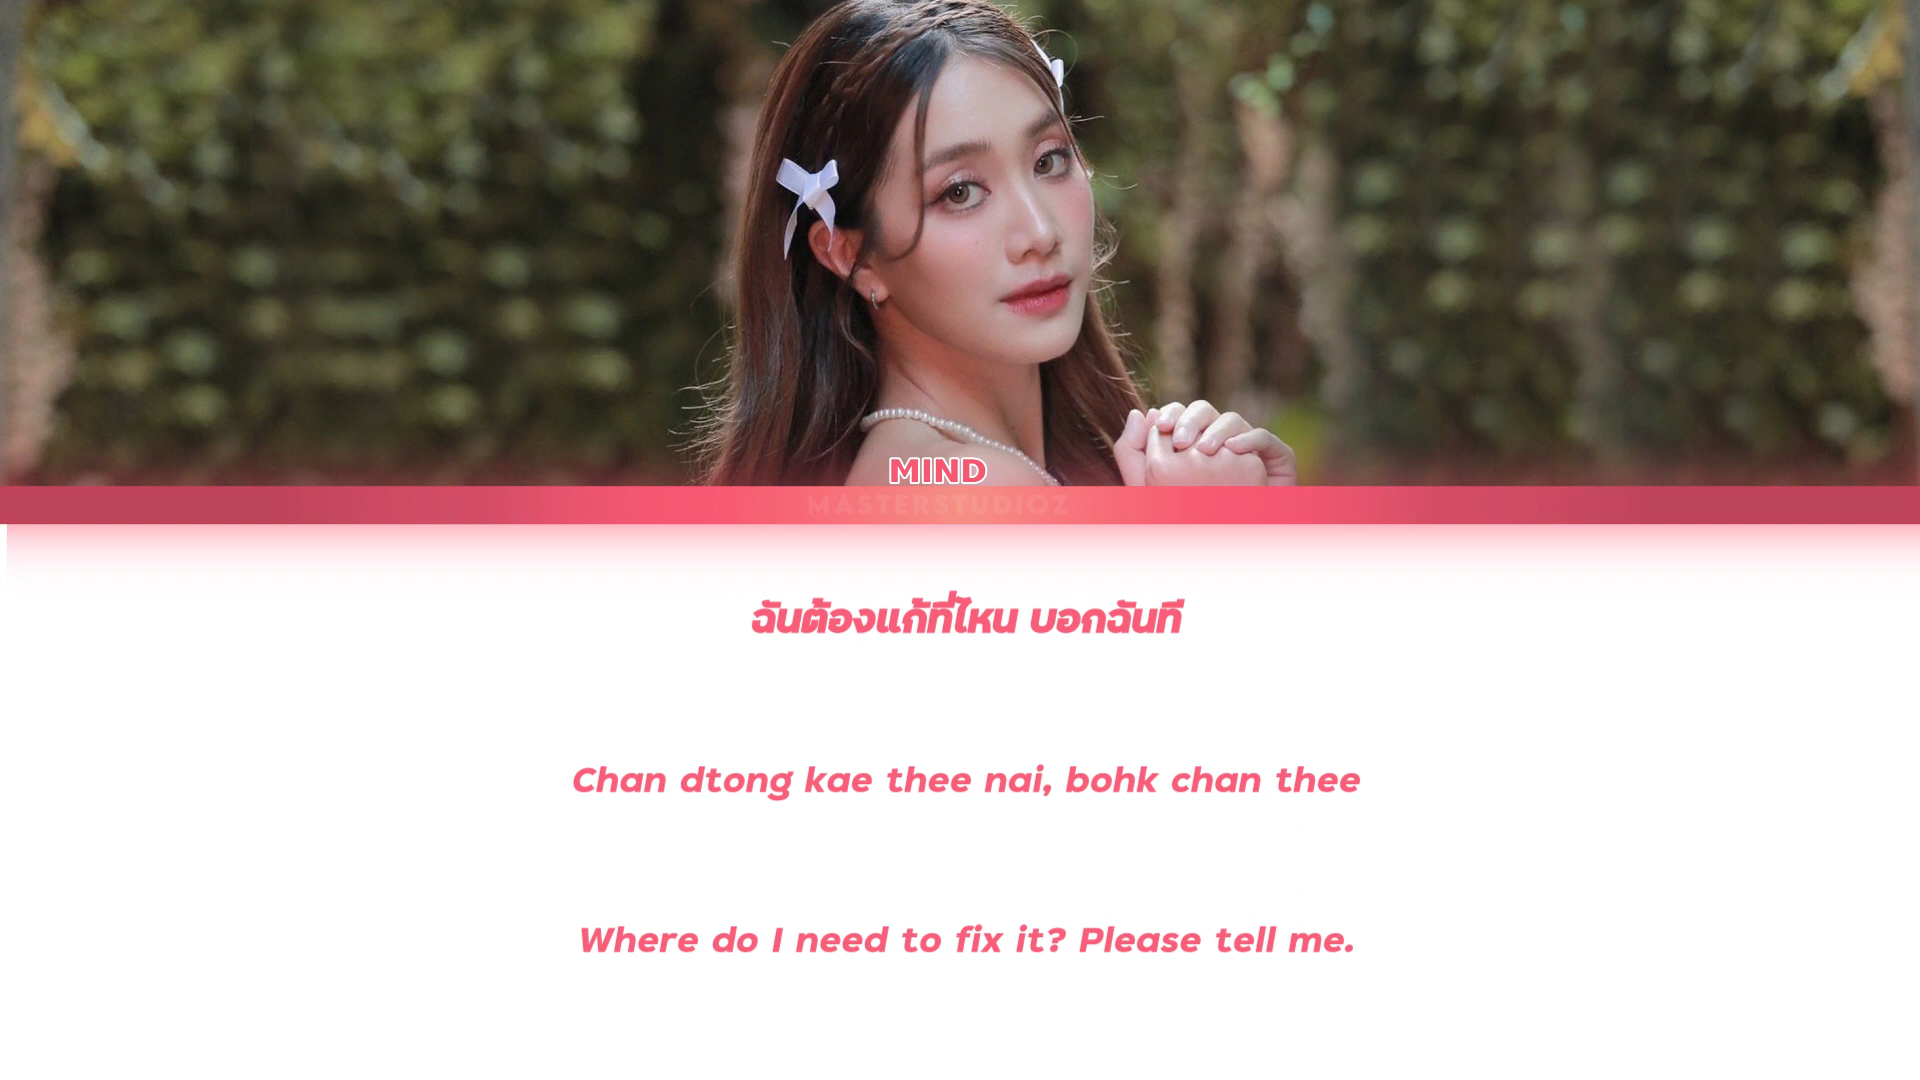 MIND
MASTERSTUDIOZ
ฉันต้องแก้ที่ไหน บอกฉันที
Chan dtong kae thee nai, bohk chan thee
Where do I need to fix it? Please tell me.